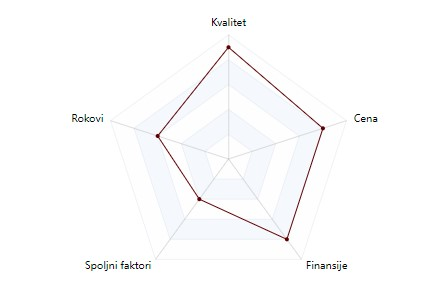 Kvalitet
Rokovi
Cena
Spoljni faktori
Finansije